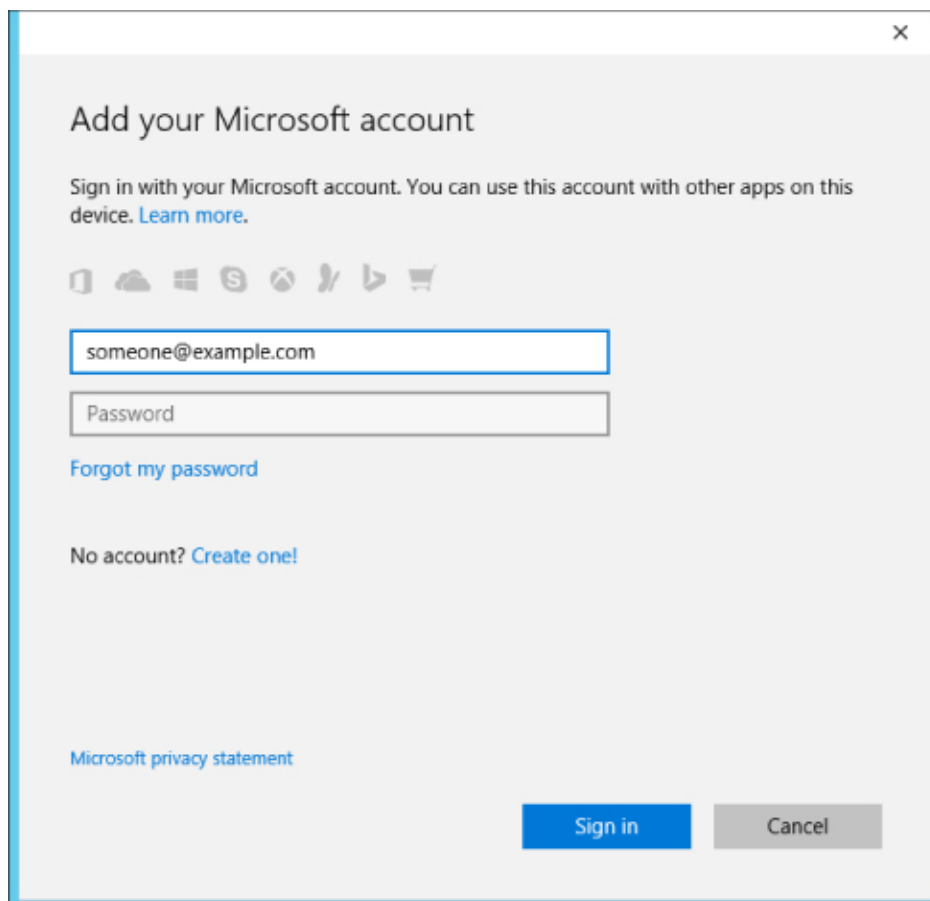 Add your Microsoft account
Sign in with your Microsoft account. You can use this account with other apps on this
device. Learn more.
someone@example.com
Password
Forgot my password
No account? Create one!
Microsoft privacy statement
Sign in
Cancel